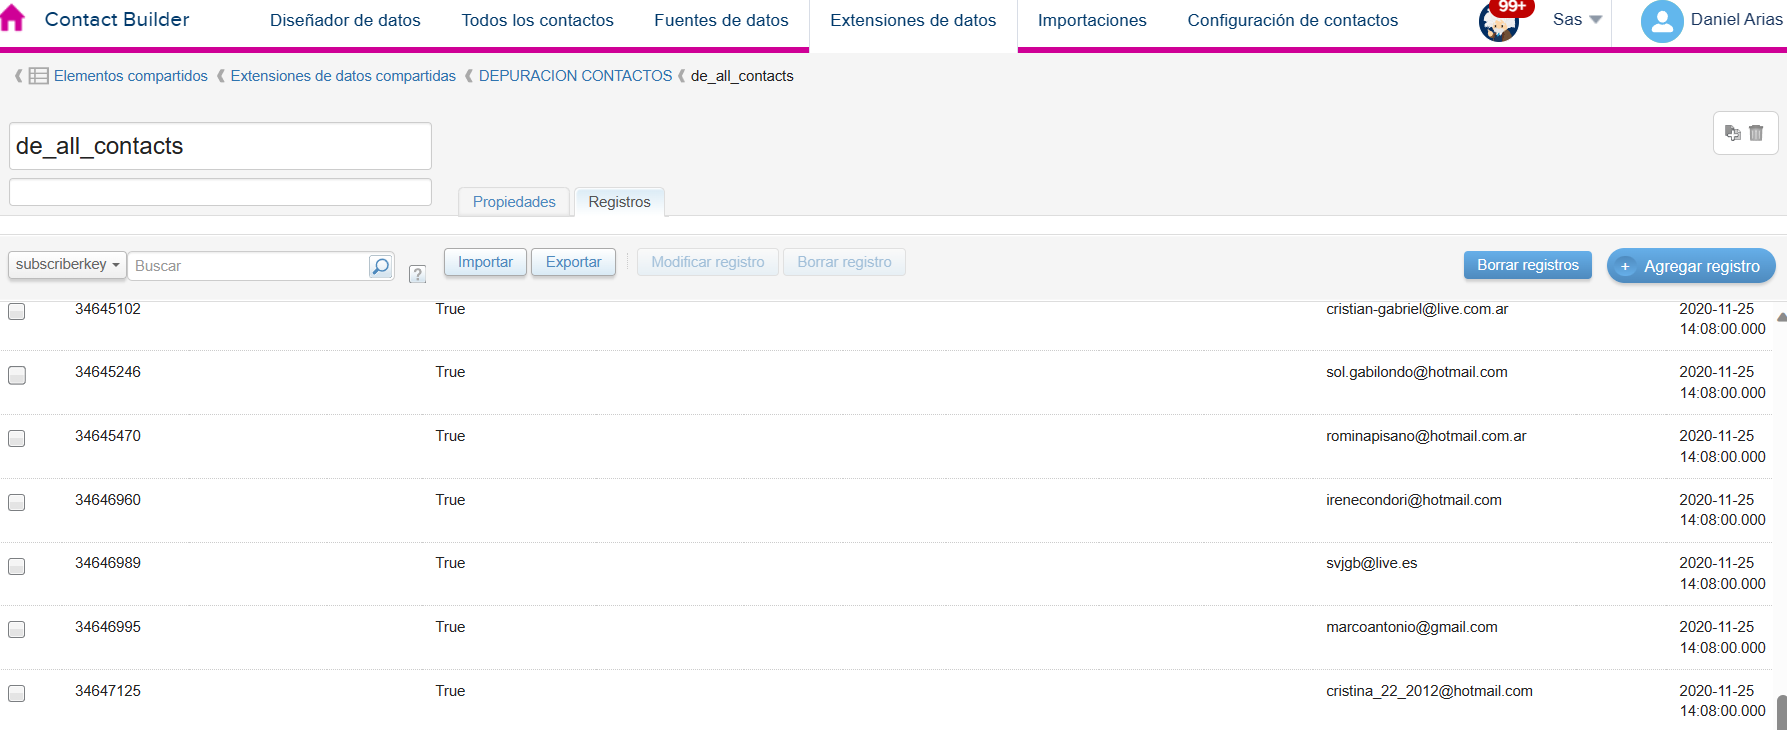 Contact Builder Diseñador de datos Todos los contactos Fuentes de datos Extensiones de datos Importaciones Configuración de contactos 99+ Sas Daniel Arias
Elementos compartidos Extensiones de datos compartidas DEPURACION CONTACTOS de_all_contacts
de_all_contacts
Propiedades Registros
subscriberkey Buscar ? Importar Exportar Modificar registro Borrar registro Borrar registros + Agregar registro
34645102 True cristian-gabriel@live.com.ar 2020-11-25
14:08:00.000
34645246 True sol.gabilondo@hotmail.com 2020-11-25
14:08:00.000
34645470 True rominapisano@hotmail.com.ar 2020-11-25
14:08:00.000
34646960 True irenecondori@hotmail.com 2020-11-25
14:08:00.000
34646989 True svjgb@live.es 2020-11-25
14:08:00.000
34646995 True marcoantonio@gmail.com 2020-11-25
14:08:00.000
34647125 True cristina_22_2012@hotmail.com 2020-11-25
14:08:00.000